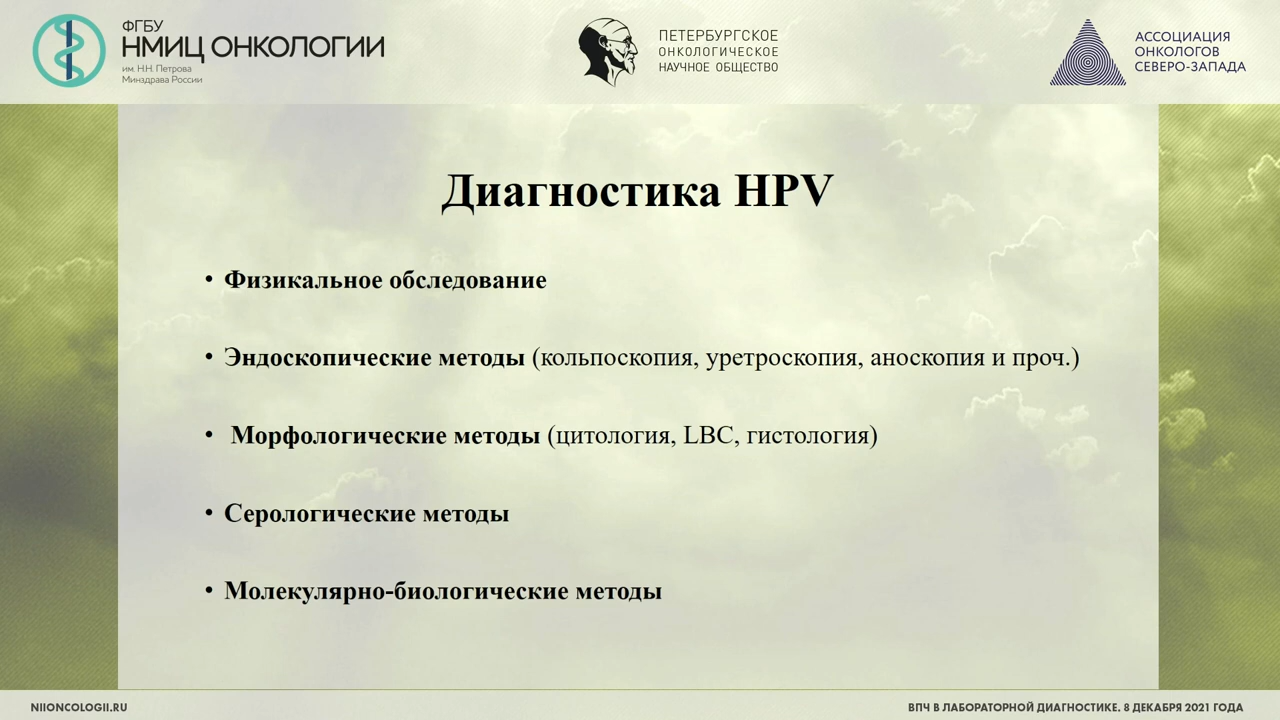 ФГБУ
НМИЦ ОНКОЛОГИИ
им. Н.Н. Петрова
Минздрава России
ПЕТЕРБУРГСКОЕ
ОНКОЛОГИЧЕСКОЕ
НАУЧНОЕ ОБЩЕСТВО
АССОЦИАЦИЯ
ОНКОЛОГОВ
СЕВЕРО-ЗАПАДА
Диагностика HPV
• Физикальное обследование
• Эндоскопические методы (кольпоскопия, уретроскопия, аноскопия и проч.)
• Морфологические методы (цитология, LBC, гистология)
• Серологические методы
• Молекулярно-биологические методы
NIIONCOLOGII.RU
ВПЧ В ЛАБОРАТОРНОЙ ДИАГНОСТИКЕ. 8 ДЕКАБРЯ 2021 ГОДА